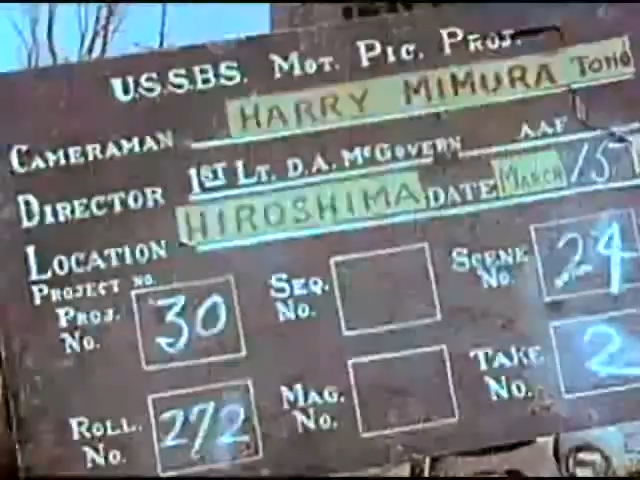 U.S.S.B.S. MOT. PIC. PROJ.
CAMERAMAN HARRY MIMURA
DIRECTOR 1ST LT. D.A. McGOVERN AAF
LOCATION HIROSHIMA DATE MARCH 15
PROJECT NO.
PROJ. NO. 30 SEQ. NO. SCENE NO. 24
ROLL. NO. 272 MAG. NO. TAKE NO. 2